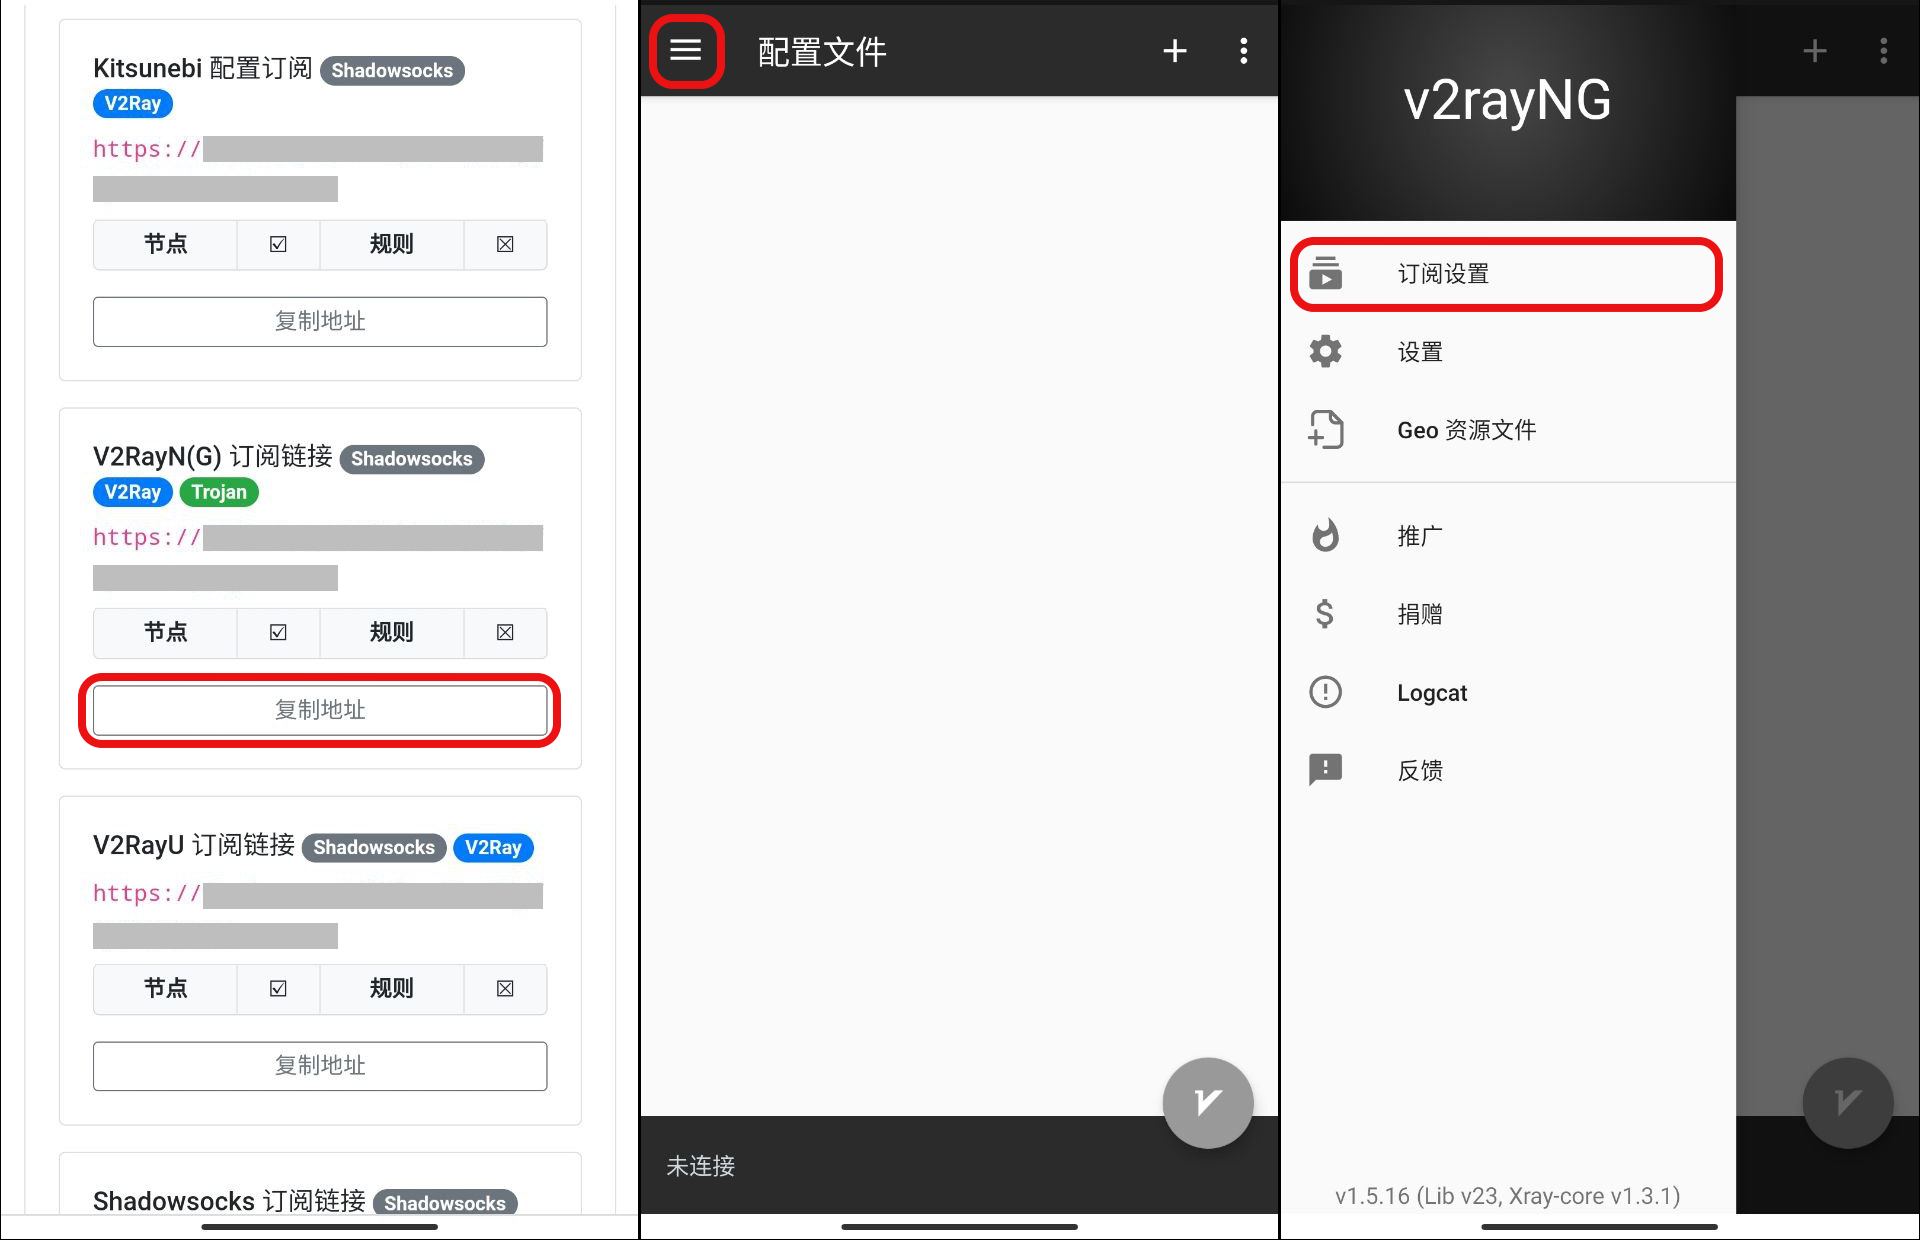 Kitsunebi 配置订阅 Shadowsocks
V2Ray
https://
节点 ☑ 规则 ☒
复制地址
V2RayN(G) 订阅链接 Shadowsocks
V2Ray Trojan
https://
节点 ☑ 规则 ☒
复制地址
V2RayU 订阅链接 Shadowsocks V2Ray
https://
节点 ☑ 规则 ☒
复制地址
Shadowsocks 订阅链接 Shadowsocks
配置文件
未连接
v2rayNG
订阅设置
设置
Geo 资源文件
推广
捐赠
Logcat
反馈
v1.5.16 (Lib v23, Xray-core v1.3.1)